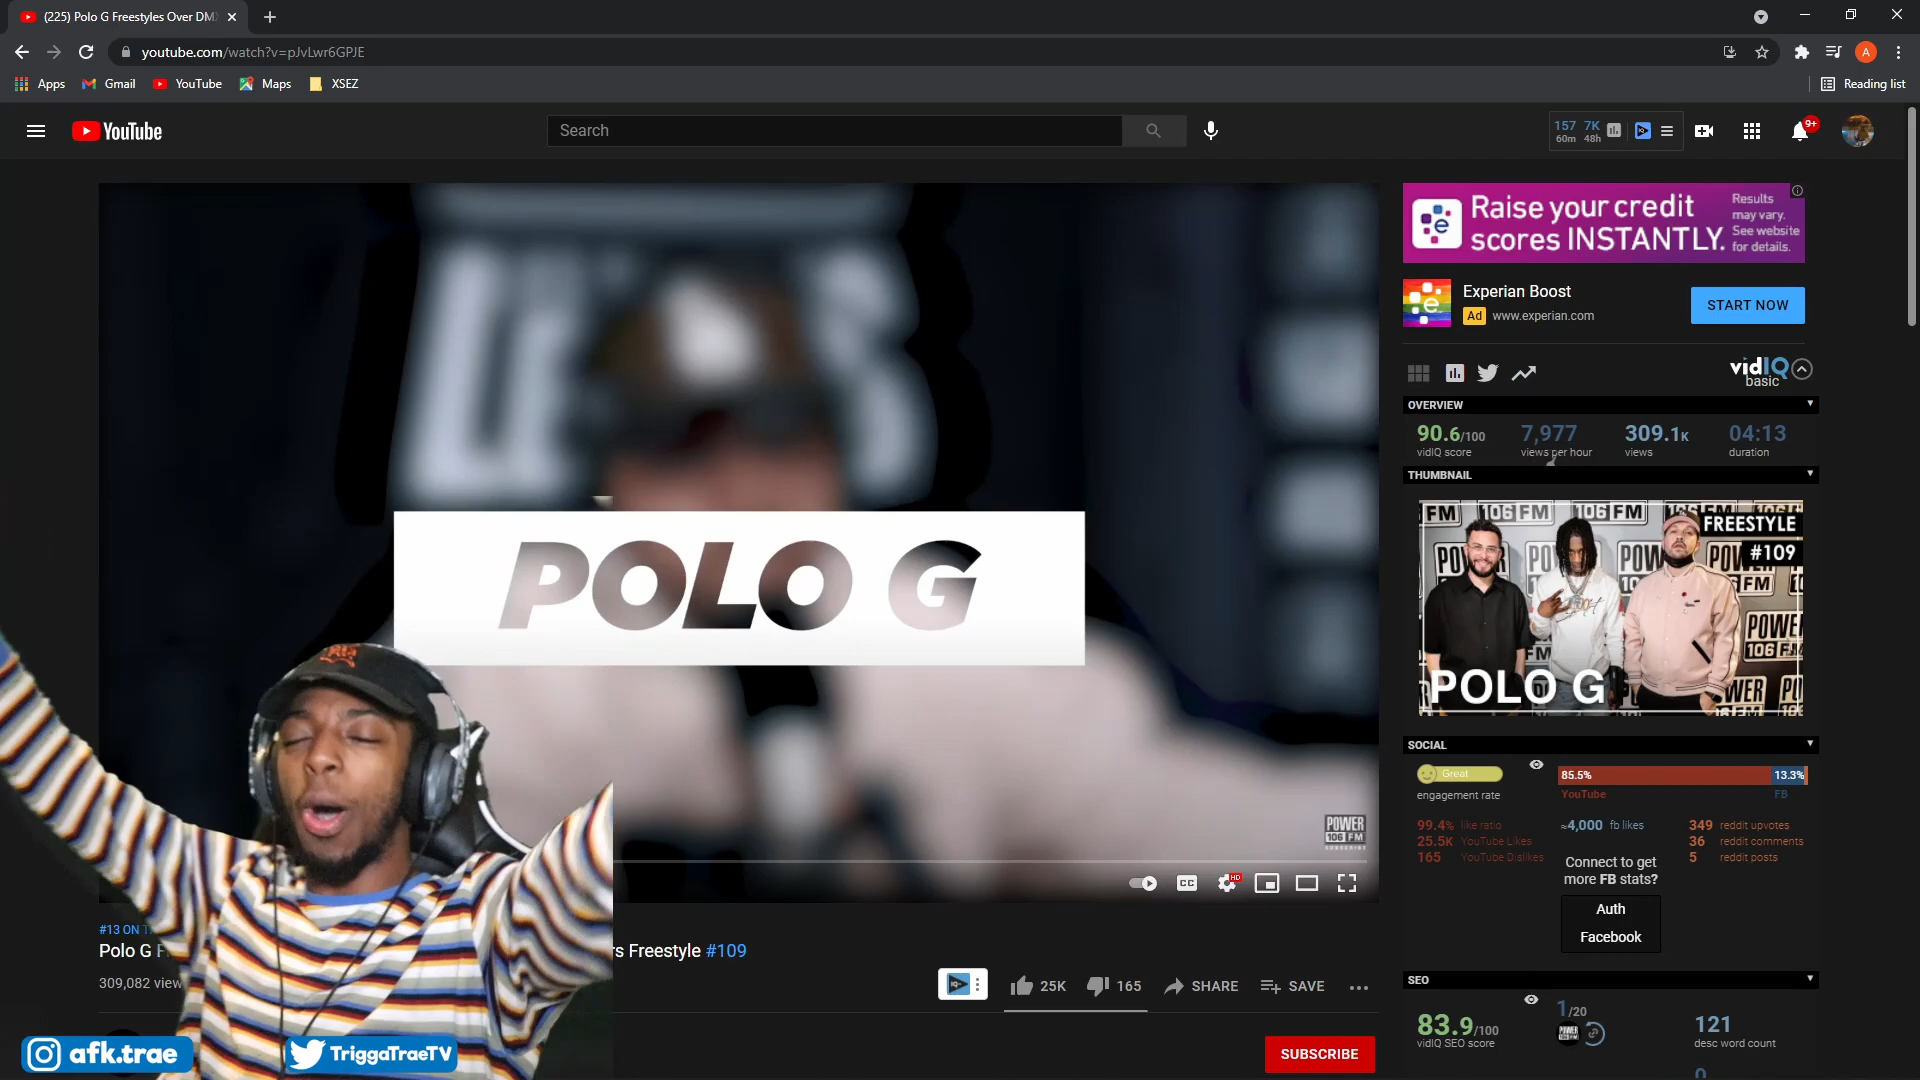 (225) Polo G Freestyles Over DM
youtube.com/watch?v=pJvLwr6GPJE
Apps Gmail YouTube Maps XSEZ Reading list
YouTube
Search
157 7K
60m 48h
9+
A
POLO G
POWER
106 FM
SUBSCRIBE
CC
HD
#13 ON T
Polo G F
rs Freestyle #109
309,082 view
25K 165 SHARE SAVE
SUBSCRIBE
afk.trae
TriggaTraeTV
Raise your credit
scores INSTANTLY.
Results
may vary.
See website
for details.
Experian Boost
Ad www.experian.com
START NOW
vidIQ
basic
OVERVIEW
90.6/100 7,977 309.1K 04:13
vidIQ score views per hour views duration
THUMBNAIL
FREESTYLE
#109
POLO G
SOCIAL
Great
engagement rate
85.5% 13.3%
YouTube FB
99.4% like ratio
25.5K YouTube Likes
165 YouTube Dislikes
≈4,000 fb likes
349 reddit upvotes
36 reddit comments
5 reddit posts
Connect to get
more FB stats?
Auth
Facebook
SEO
83.9/100
vidIQ SEO score
1/20
121
desc word count
0